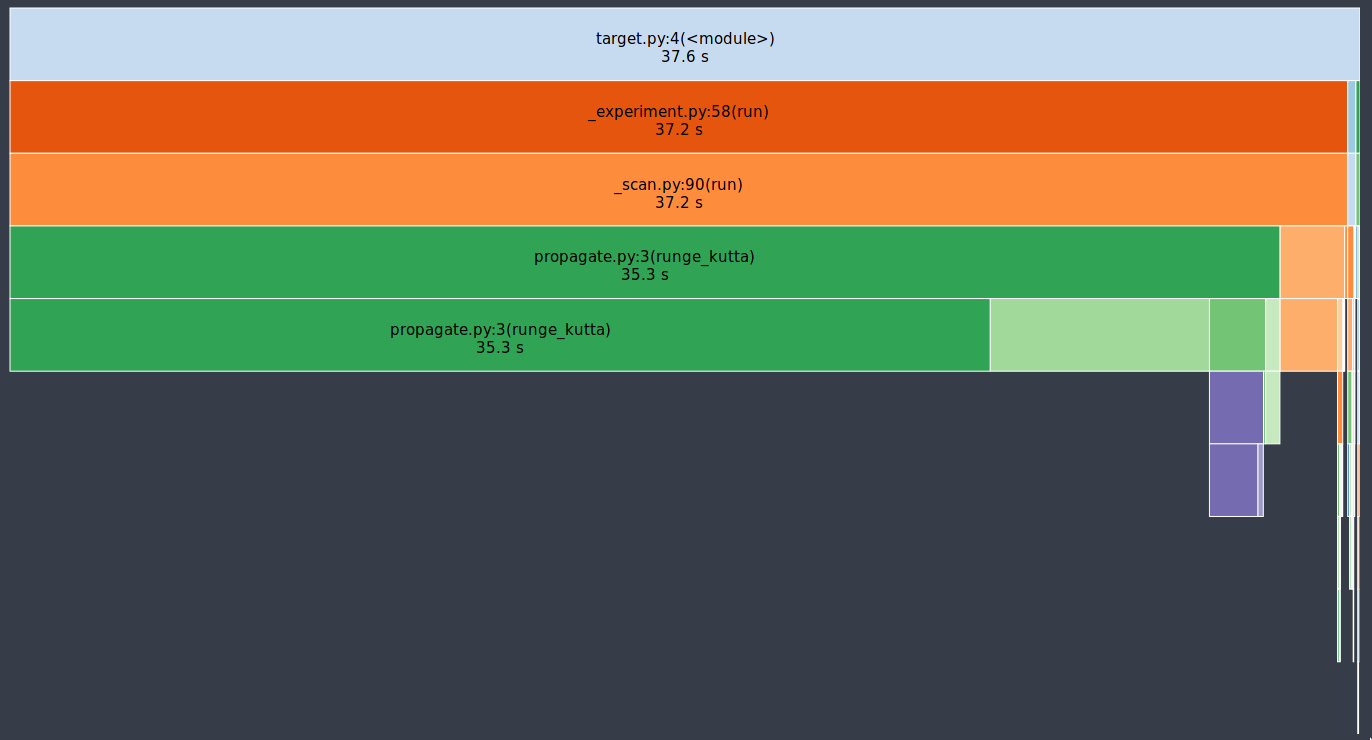 target.py:4(<module>)
37.6 s
_experiment.py:58(run)
37.2 s
_scan.py:90(run)
37.2 s
propagate.py:3(runge_kutta)
35.3 s
propagate.py:3(runge_kutta)
35.3 s